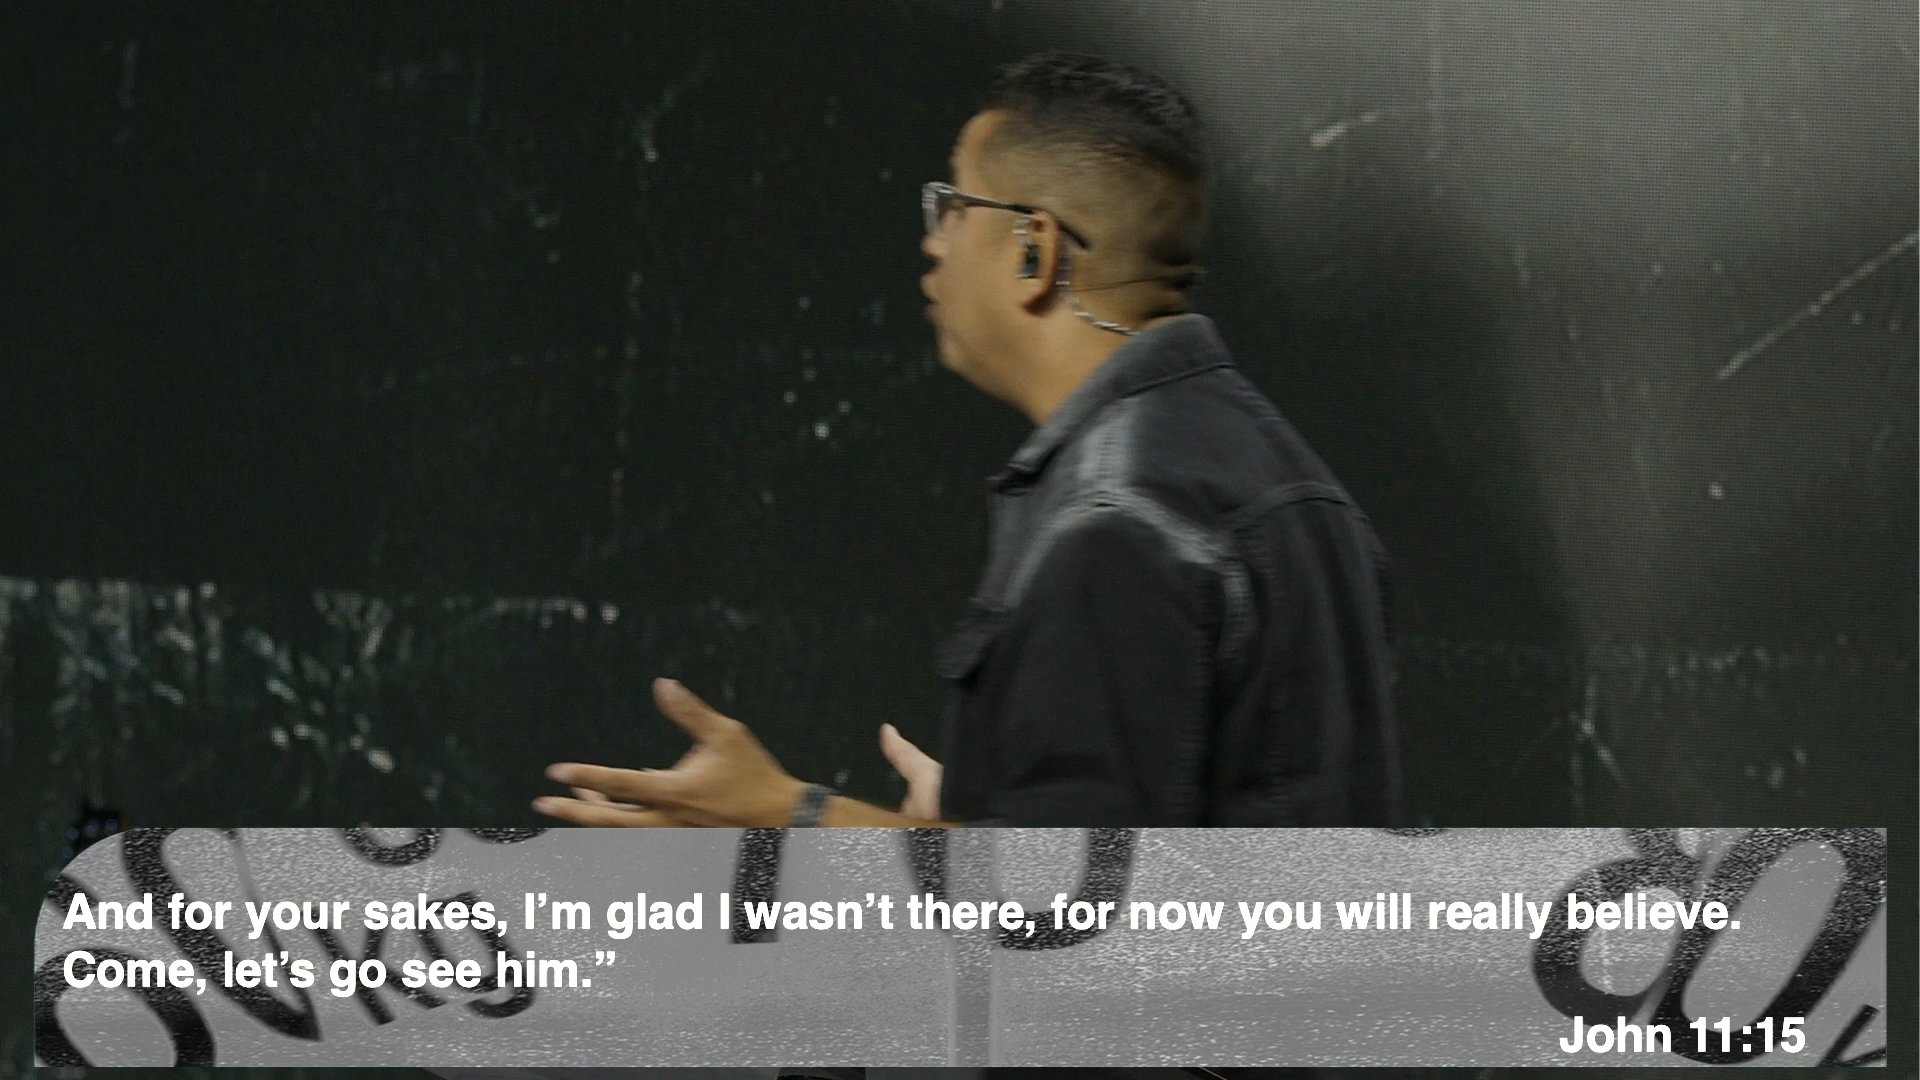 And for your sakes, I’m glad I wasn’t there, for now you will really believe.
Come, let’s go see him.”
John 11:15